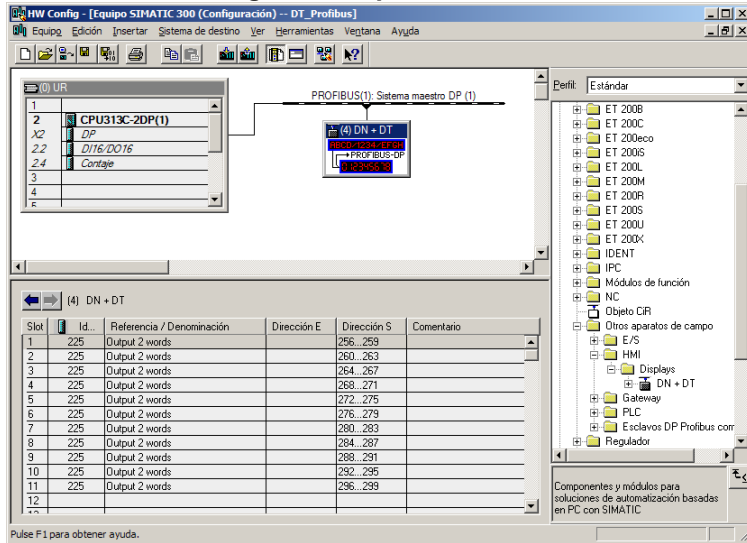 HW Config - [Equipo SIMATIC 300 (Configuración) -- DT_Profibus]
Equipo Edición Insertar Sistema de destino Ver Herramientas Ventana Ayuda
(0) UR
1
2 CPU313C-2DP(1)
X2 DP
2.2 DI16/DO16
2.4 Contaje
3
4
5
PROFIBUS(1): Sistema maestro DP (1)
(4) DN + DT
PROFIBUS-DP
Perfil: Estándar
ET 200B
ET 200C
ET 200eco
ET 200iS
ET 200L
ET 200M
ET 200R
ET 200S
ET 200U
ET 200X
IDENT
IPC
Módulos de función
NC
Objeto CiR
Otros aparatos de campo
E/S
HMI
Displays
DN + DT
Gateway
PLC
Esclavos DP Profibus com
Regulador
Componentes y módulos para
soluciones de automatización basadas
en PC con SIMATIC
(4) DN + DT
Slot Id... Referencia / Denominación Dirección E Dirección S Comentario
1 225 Output 2 words 256...259
2 225 Output 2 words 260...263
3 225 Output 2 words 264...267
4 225 Output 2 words 268...271
5 225 Output 2 words 272...275
6 225 Output 2 words 276...279
7 225 Output 2 words 280...283
8 225 Output 2 words 284...287
9 225 Output 2 words 288...291
10 225 Output 2 words 292...295
11 225 Output 2 words 296...299
12
Pulse F1 para obtener ayuda.